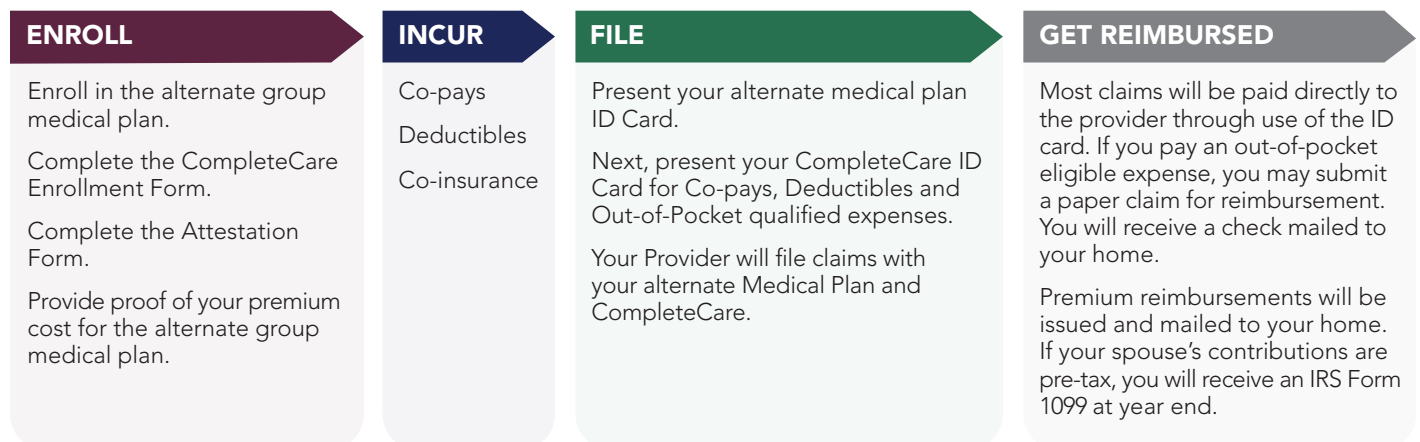 ENROLL
Enroll in the alternate group
medical plan.
Complete the CompleteCare
Enrollment Form.
Complete the Attestation
Form.
Provide proof of your premium
cost for the alternate group
medical plan.
INCUR
Co-pays
Deductibles
Co-insurance
FILE
Present your alternate medical plan
ID Card.
Next, present your CompleteCare ID
Card for Co-pays, Deductibles and
Out-of-Pocket qualified expenses.
Your Provider will file claims with
your alternate Medical Plan and
CompleteCare.
GET REIMBURSED
Most claims will be paid directly to
the provider through use of the ID
card. If you pay an out-of-pocket
eligible expense, you may submit
a paper claim for reimbursement.
You will receive a check mailed to
your home.
Premium reimbursements will be
issued and mailed to your home.
If your spouse’s contributions are
pre-tax, you will receive an IRS Form
1099 at year end.